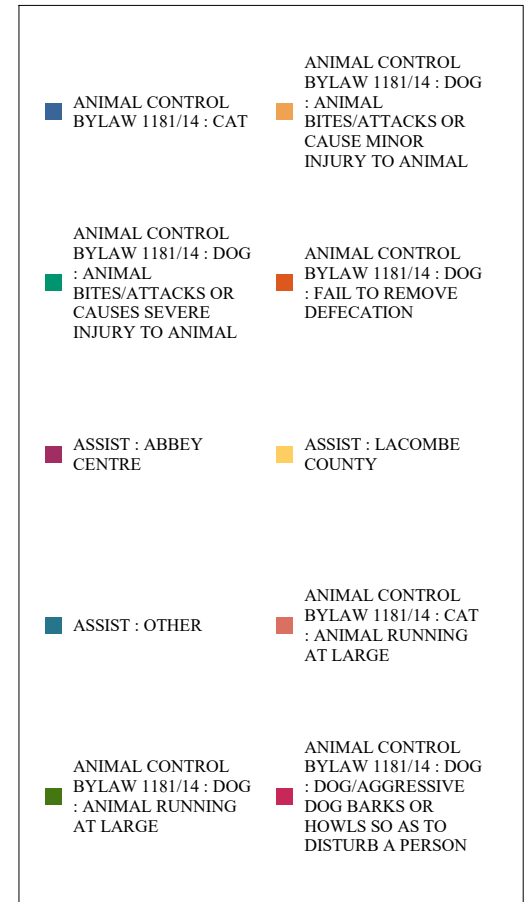 ANIMAL CONTROL
BYLAW 1181/14 : CAT
ANIMAL CONTROL
BYLAW 1181/14 : DOG
: ANIMAL
BITES/ATTACKS OR
CAUSE MINOR
INJURY TO ANIMAL
ANIMAL CONTROL
BYLAW 1181/14 : DOG
: ANIMAL
BITES/ATTACKS OR
CAUSES SEVERE
INJURY TO ANIMAL
ANIMAL CONTROL
BYLAW 1181/14 : DOG
: FAIL TO REMOVE
DEFECATION
ASSIST : ABBEY
CENTRE
ASSIST : LACOMBE
COUNTY
ASSIST : OTHER
ANIMAL CONTROL
BYLAW 1181/14 : CAT
: ANIMAL RUNNING
AT LARGE
ANIMAL CONTROL
BYLAW 1181/14 : DOG
: ANIMAL RUNNING
AT LARGE
ANIMAL CONTROL
BYLAW 1181/14 : DOG
: DOG/AGGRESSIVE
DOG BARKS OR
HOWLS SO AS TO
DISTURB A PERSON